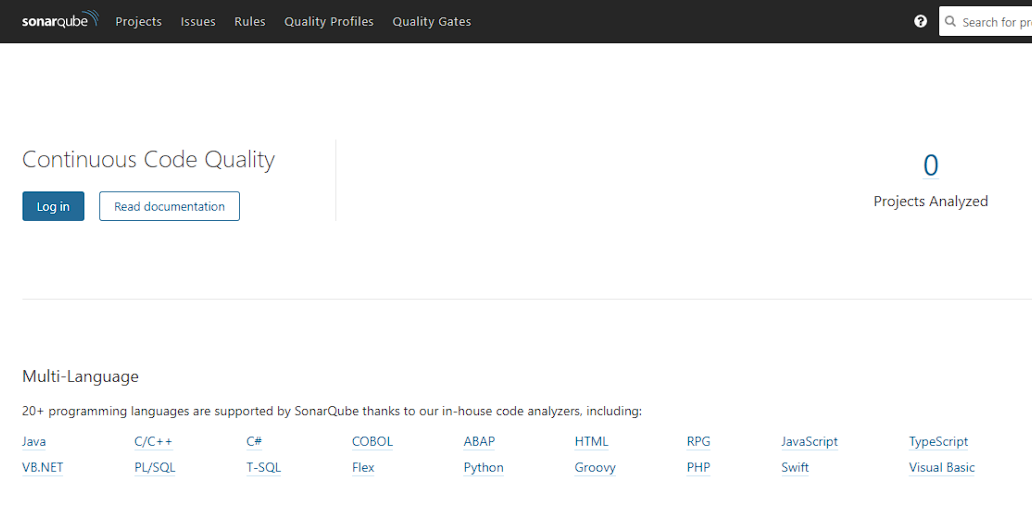 sonarqube Projects Issues Rules Quality Profiles Quality Gates ? Search for
Continuous Code Quality
Log in Read documentation
0
Projects Analyzed
Multi-Language
20+ programming languages are supported by SonarQube thanks to our in-house code analyzers, including:
Java C/C++ C# COBOL ABAP HTML RPG JavaScript TypeScript
VB.NET PL/SQL T-SQL Flex Python Groovy PHP Swift Visual Basic